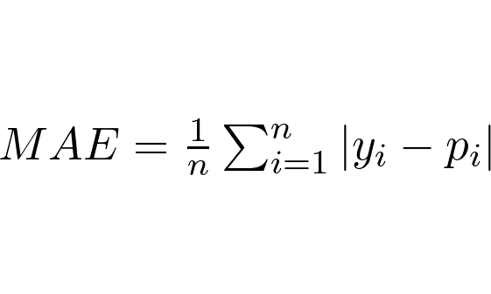 MAE = \frac{1}{n} \sum_{i=1}^{n} |y_i - p_i|